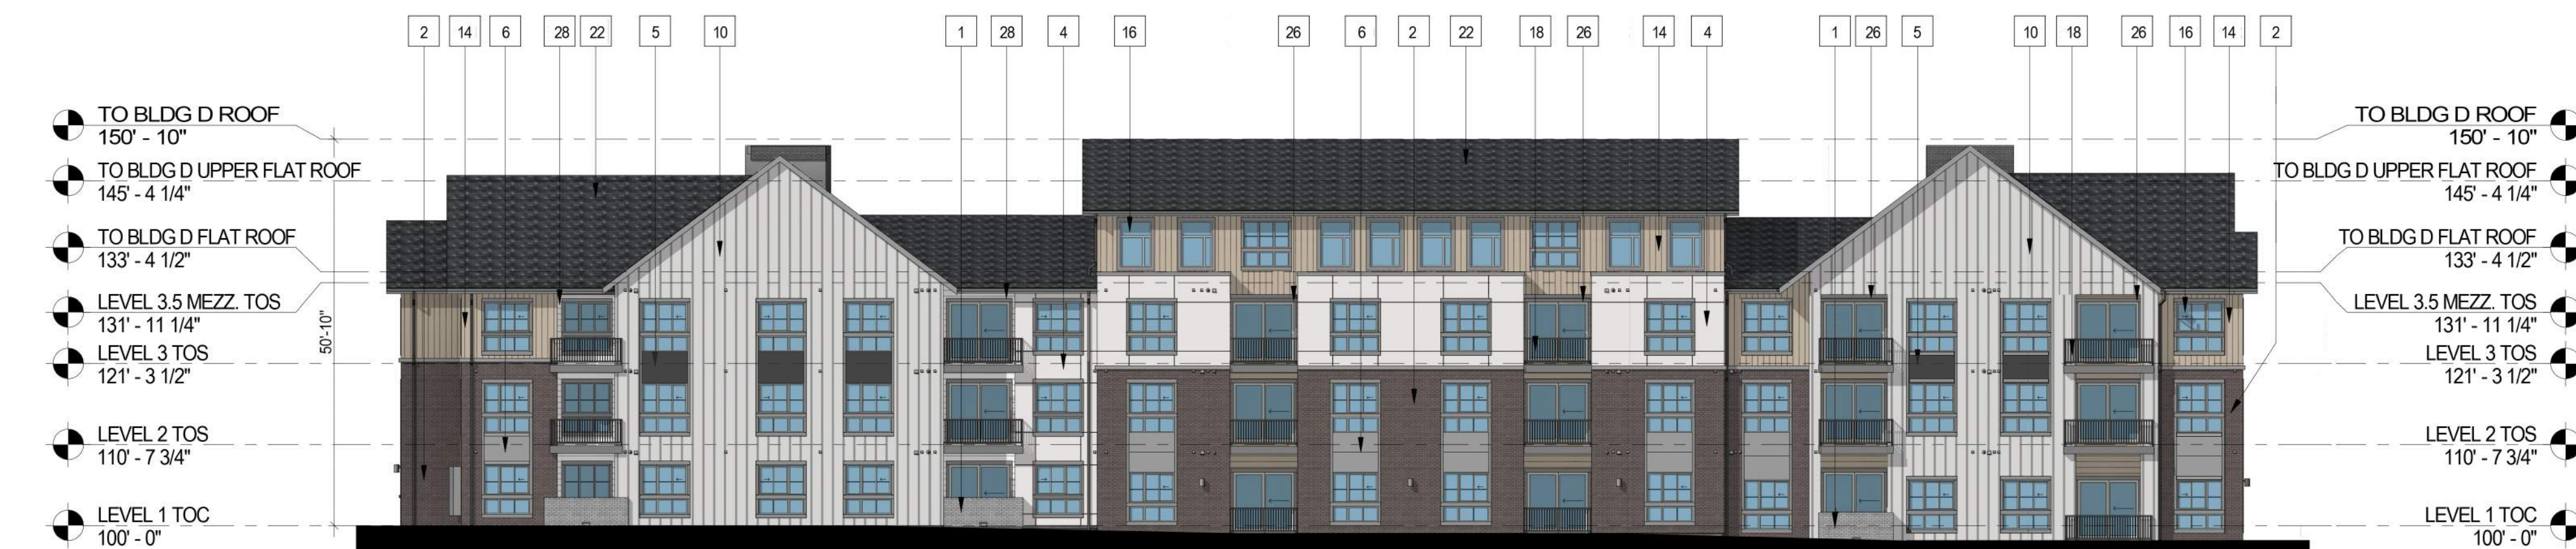 2 14 6 28 22 5 10 1 28 4 16 26 6 2 22 18 26 14 4 1 26 5 10 18 26 16 14 2
TO BLDG D ROOF
150' - 10"
TO BLDG D UPPER FLAT ROOF
145' - 4 1/4"
TO BLDG D FLAT ROOF
133' - 4 1/2"
LEVEL 3.5 MEZZ. TOS
131' - 11 1/4"
LEVEL 3 TOS
121' - 3 1/2"
LEVEL 2 TOS
110' - 7 3/4"
LEVEL 1 TOC
100' - 0"
50'-10"
TO BLDG D ROOF
150' - 10"
TO BLDG D UPPER FLAT ROOF
145' - 4 1/4"
TO BLDG D FLAT ROOF
133' - 4 1/2"
LEVEL 3.5 MEZZ. TOS
131' - 11 1/4"
LEVEL 3 TOS
121' - 3 1/2"
LEVEL 2 TOS
110' - 7 3/4"
LEVEL 1 TOC
100' - 0"